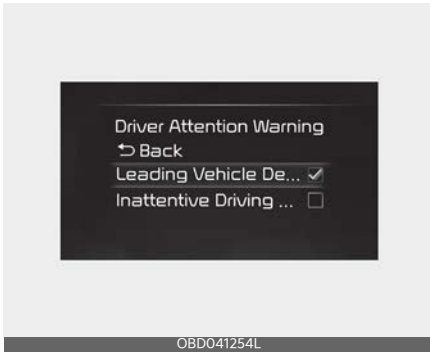 Driver Attention Warning
Back
Leading Vehicle De...
Inattentive Driving ...
OBD041254L